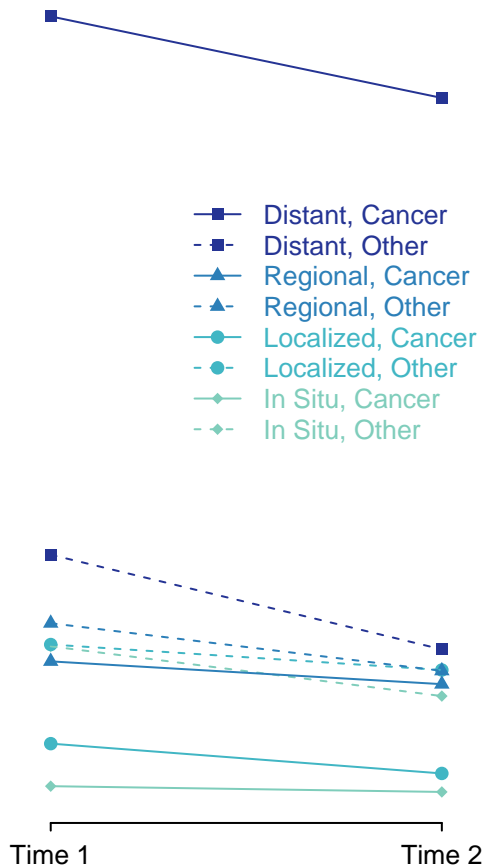 Distant, Cancer
Distant, Other
Regional, Cancer
Regional, Other
Localized, Cancer
Localized, Other
In Situ, Cancer
In Situ, Other
Time 1 Time 2